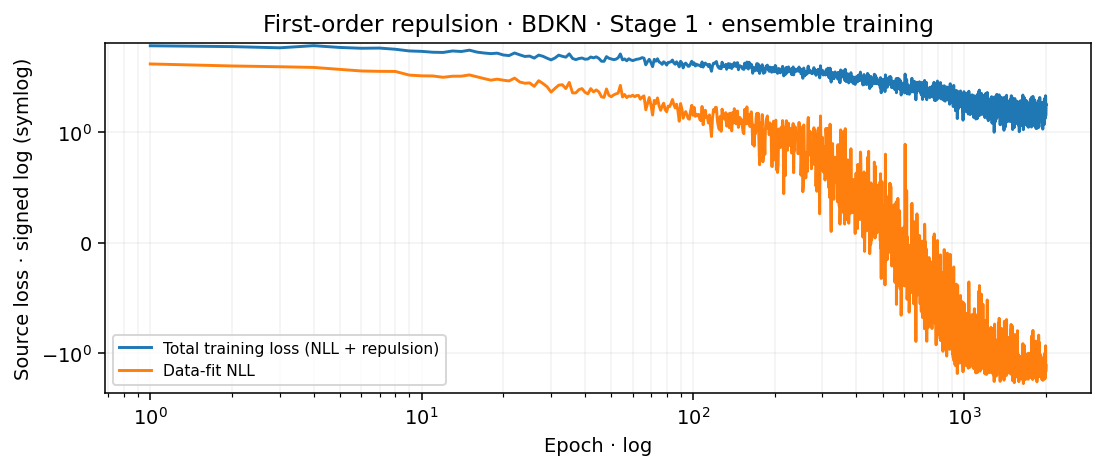 First-order repulsion · BDKN · Stage 1 · ensemble training
Source loss · signed log (symlog)
10⁰
0
−10⁰
Total training loss (NLL + repulsion)
Data-fit NLL
10⁰ 10¹ 10² 10³
Epoch · log